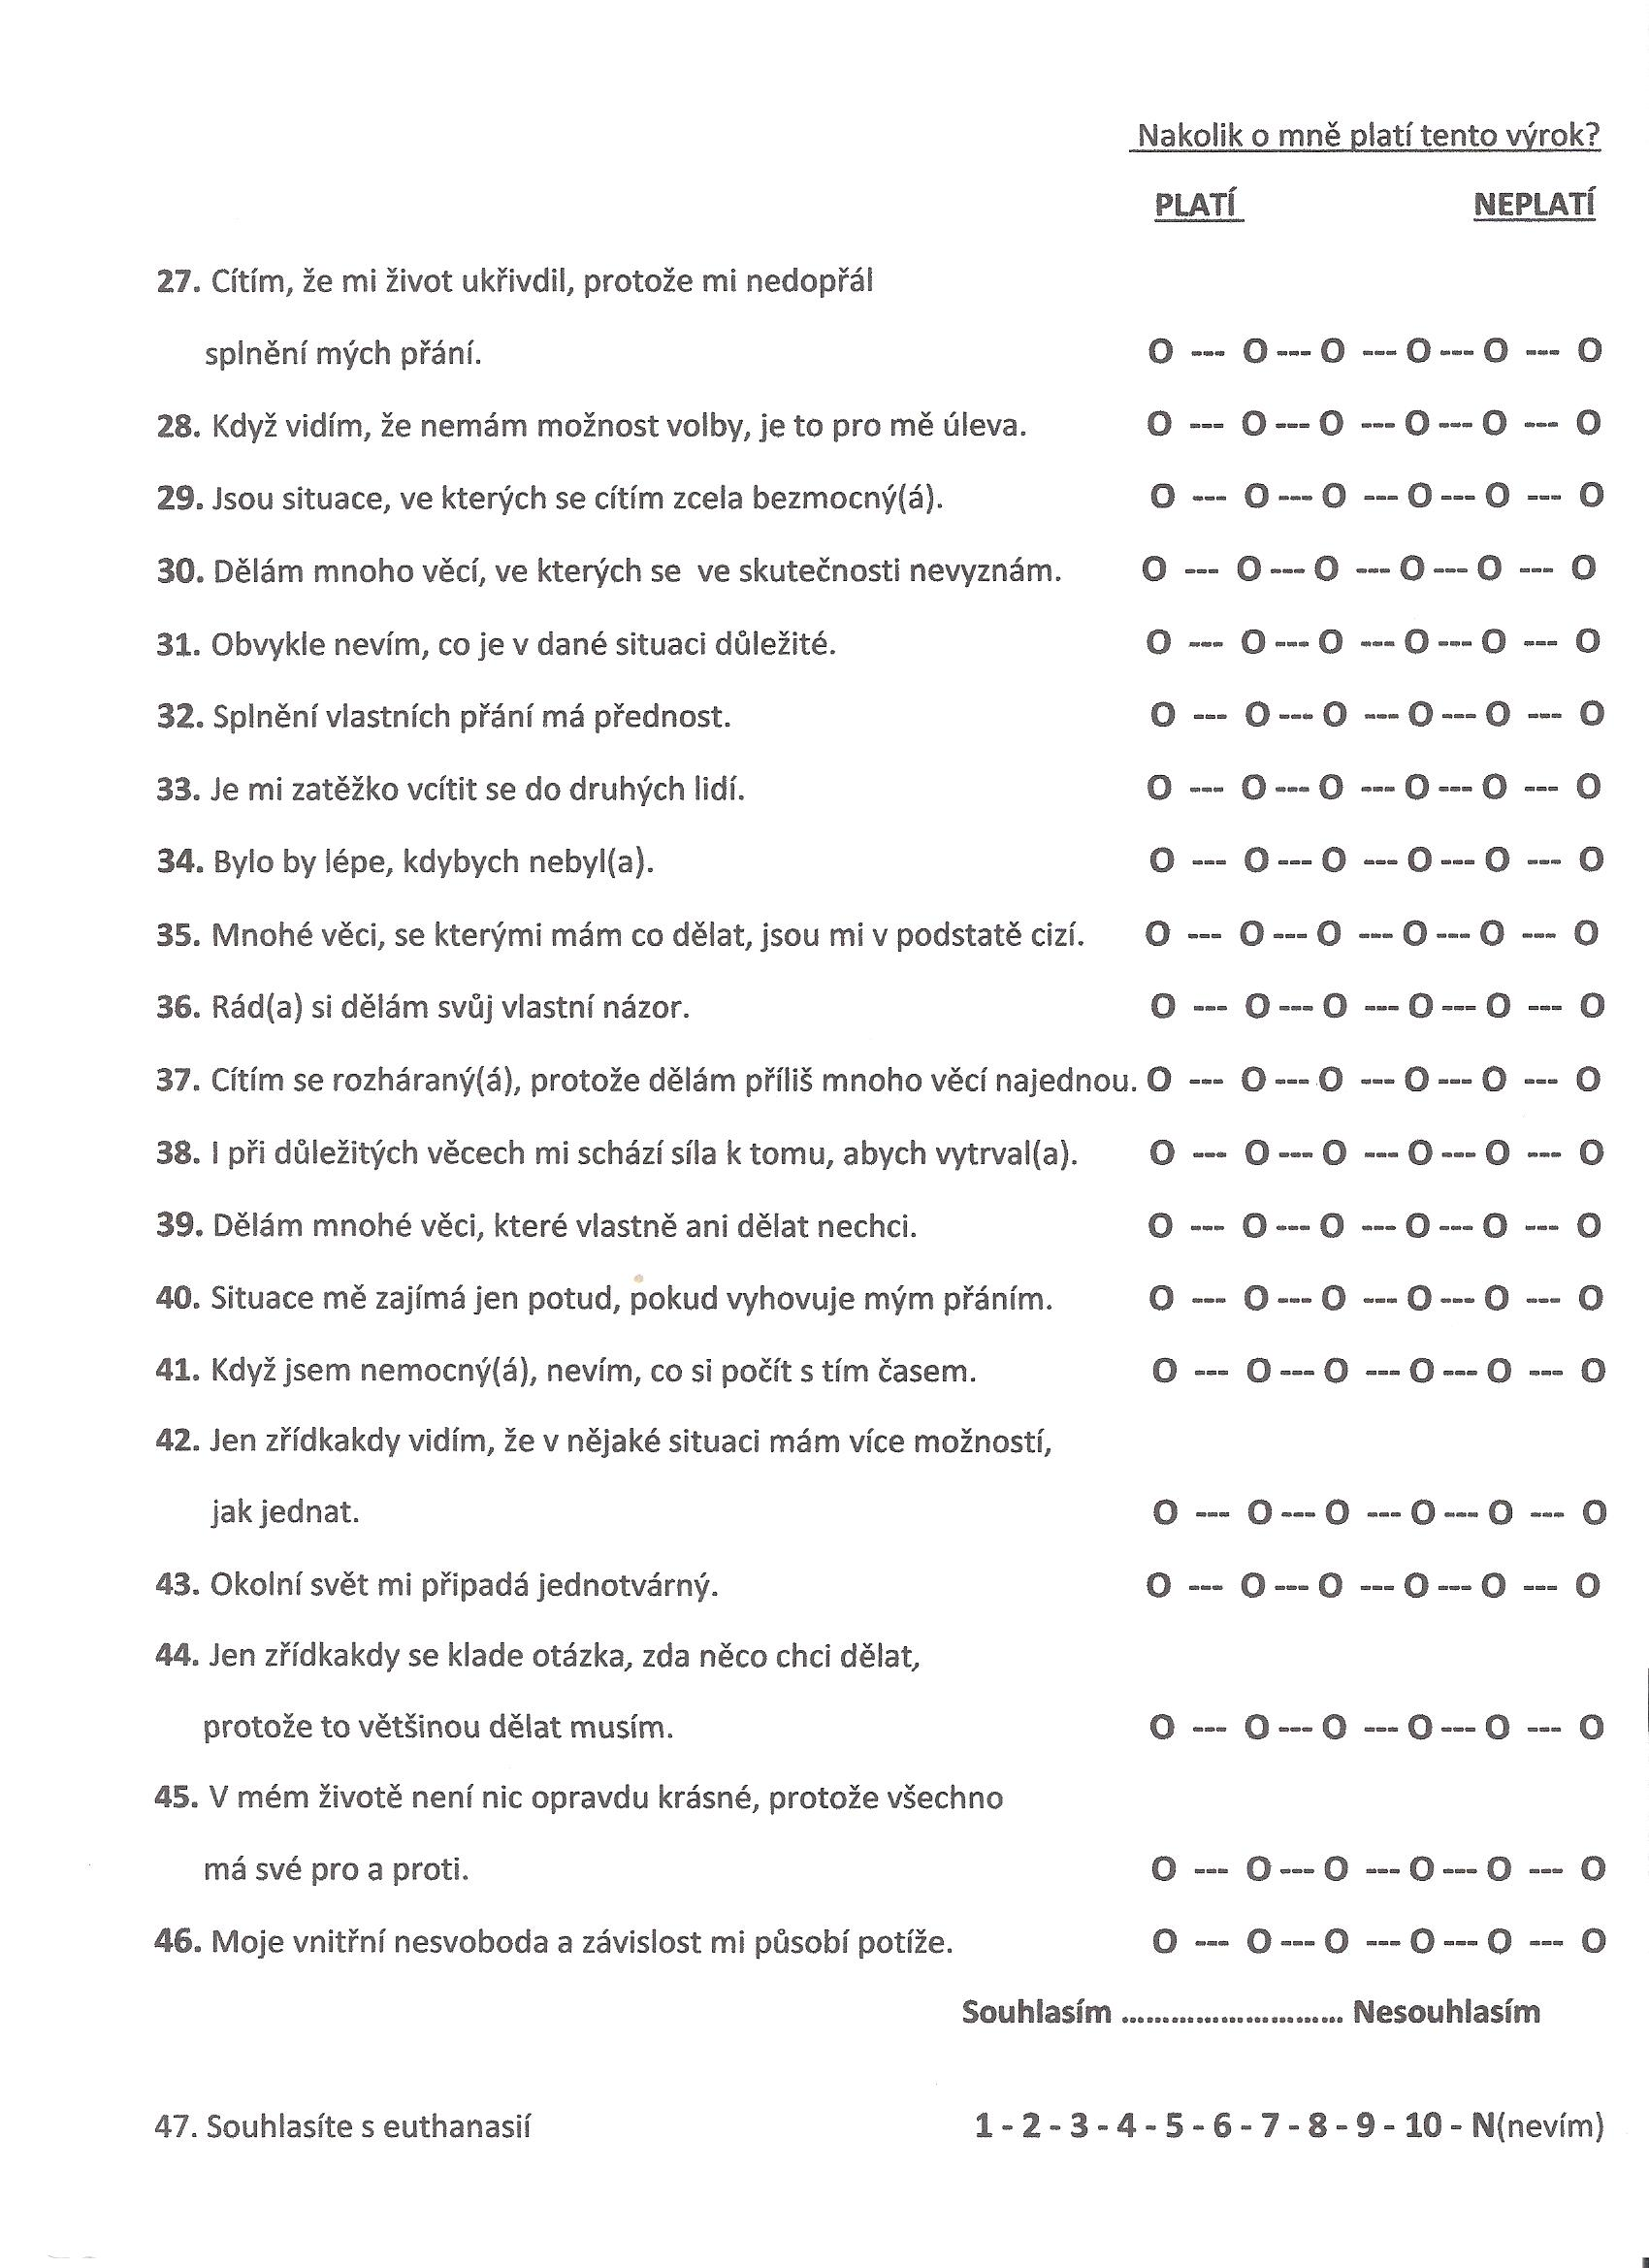 Nakolik o mně platí tento výrok?
PLATÍ NEPLATÍ
27. Cítím, že mi život ukřivdil, protože mi nedopřál
splnění mých přání. O --- O --- O --- O --- O --- O
28. Když vidím, že nemám možnost volby, je to pro mě úleva. O --- O --- O --- O --- O --- O
29. Jsou situace, ve kterých se cítím zcela bezmocný(á). O --- O --- O --- O --- O --- O
30. Dělám mnoho věcí, ve kterých se ve skutečnosti nevyznám. O --- O --- O --- O --- O --- O
31. Obvykle nevím, co je v dané situaci důležité. O --- O --- O --- O --- O --- O
32. Splnění vlastních přání má přednost. O --- O --- O --- O --- O --- O
33. Je mi zatěžko vcítit se do druhých lidí. O --- O --- O --- O --- O --- O
34. Bylo by lépe, kdybych nebyl(a). O --- O --- O --- O --- O --- O
35. Mnohé věci, se kterými mám co dělat, jsou mi v podstatě cizí. O --- O --- O --- O --- O --- O
36. Rád(a) si dělám svůj vlastní názor. O --- O --- O --- O --- O --- O
37. Cítím se rozháraný(á), protože dělám příliš mnoho věcí najednou. O --- O --- O --- O --- O --- O
38. I při důležitých věcech mi schází síla k tomu, abych vytrval(a). O --- O --- O --- O --- O --- O
39. Dělám mnohé věci, které vlastně ani dělat nechci. O --- O --- O --- O --- O --- O
40. Situace mě zajímá jen potud, pokud vyhovuje mým přáním. O --- O --- O --- O --- O --- O
41. Když jsem nemocný(á), nevím, co si počít s tím časem. O --- O --- O --- O --- O --- O
42. Jen zřídkakdy vidím, že v nějaké situaci mám více možností,
jak jednat. O --- O --- O --- O --- O --- O
43. Okolní svět mi připadá jednotvárný. O --- O --- O --- O --- O --- O
44. Jen zřídkakdy se klade otázka, zda něco chci dělat,
protože to většinou dělat musím. O --- O --- O --- O --- O --- O
45. V mém životě není nic opravdu krásné, protože všechno
má své pro a proti. O --- O --- O --- O --- O --- O
46. Moje vnitřní nesvoboda a závislost mi působí potíže. O --- O --- O --- O --- O --- O
Souhlasím ........................... Nesouhlasím
47. Souhlasíte s euthanasií 1 - 2 - 3 - 4 - 5 - 6 - 7 - 8 - 9 - 10 - N(nevím)